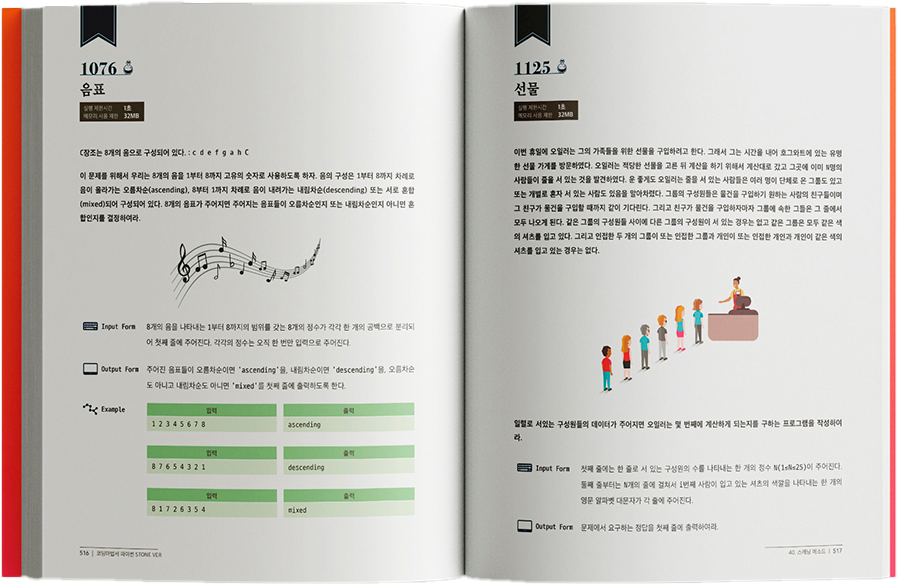 1076
음표
실행 제한시간 1초
메모리 사용 제한 32MB
C장조는 8개의 음으로 구성되어 있다. : c d e f g a h C
이 문제를 위해서 우리는 8개의 음을 1부터 8까지 고유의 숫자로 사용하도록 하자. 음의 구성은 1부터 8까지 차례로
음이 올라가는 오름차순(ascending), 8부터 1까지 차례로 음이 내려가는 내림차순(descending) 또는 서로 혼합
(mixed)되어 구성되어 있다. 8개의 음표가 주어지면 주어지는 음표들이 오름차순인지 또는 내림차순인지 아니면 혼
합인지를 결정하여라.
Input Form 8개의 음을 나타내는 1부터 8까지의 범위를 갖는 8개의 정수가 각각 한 개의 공백으로 분리되
어 첫째 줄에 주어진다. 각각의 정수는 오직 한 번만 입력으로 주어진다.
Output Form 주어진 음표들이 오름차순이면 'ascending'을, 내림차순이면 'descending'을, 오름차순
도 아니고 내림차순도 아니면 'mixed'를 첫째 줄에 출력하도록 한다.
Example 입력 출력
1 2 3 4 5 6 7 8 ascending
입력 출력
8 7 6 5 4 3 2 1 descending
입력 출력
8 1 7 2 6 3 5 4 mixed
516 | 코딩마법서 파이썬 STONE VER
1125
선물
실행 제한시간 1초
메모리 사용 제한 32MB
이번 휴일에 오일러는 그의 가족들을 위한 선물을 구입하려고 한다. 그래서 그는 시간을 내어 호그와트에 있는 유명
한 선물 가게를 방문하였다. 오일러는 적당한 선물을 고른 뒤 계산을 하기 위해서 계산대로 갔고 그곳에 이미 N명의
사람들이 줄을 서 있는 것을 발견하였다. 운 좋게도 오일러는 줄을 서 있는 사람들은 여러 명이 단체로 온 그룹도 있고
또는 개별로 혼자 서 있는 사람도 있음을 알아차렸다. 그룹의 구성원들은 물건을 구입하기 원하는 사람의 친구들이며
그 친구가 물건을 구입할 때까지 같이 기다린다. 그리고 친구가 물건을 구입하자마자 그룹에 속한 그들은 그 줄에서
모두 나오게 된다. 같은 그룹의 구성원들 사이에 다른 그룹의 구성원이 서 있는 경우는 없고 같은 그룹은 모두 같은 색
의 셔츠를 입고 있다. 그리고 인접한 두 개의 그룹이 또는 인접한 그룹과 개인이 또는 인접한 개인과 개인이 같은 색의
셔츠를 입고 있는 경우는 없다.
일렬로 서있는 구성원들의 데이터가 주어지면 오일러는 몇 번째에 계산하게 되는지를 구하는 프로그램을 작성하여
라.
Input Form 첫째 줄에는 한 줄로 서 있는 구성원의 수를 나타내는 한 개의 정수 N(1≤N≤25)이 주어진다.
둘째 줄부터는 N개의 줄에 걸쳐서 i번째 사람이 입고 있는 셔츠의 색깔을 나타내는 한 개의
영문 알파벳 대문자가 각 줄에 주어진다.
Output Form 문제에서 요구하는 정답을 첫째 줄에 출력하여라.
40. 스캐닝 메소드 | 517